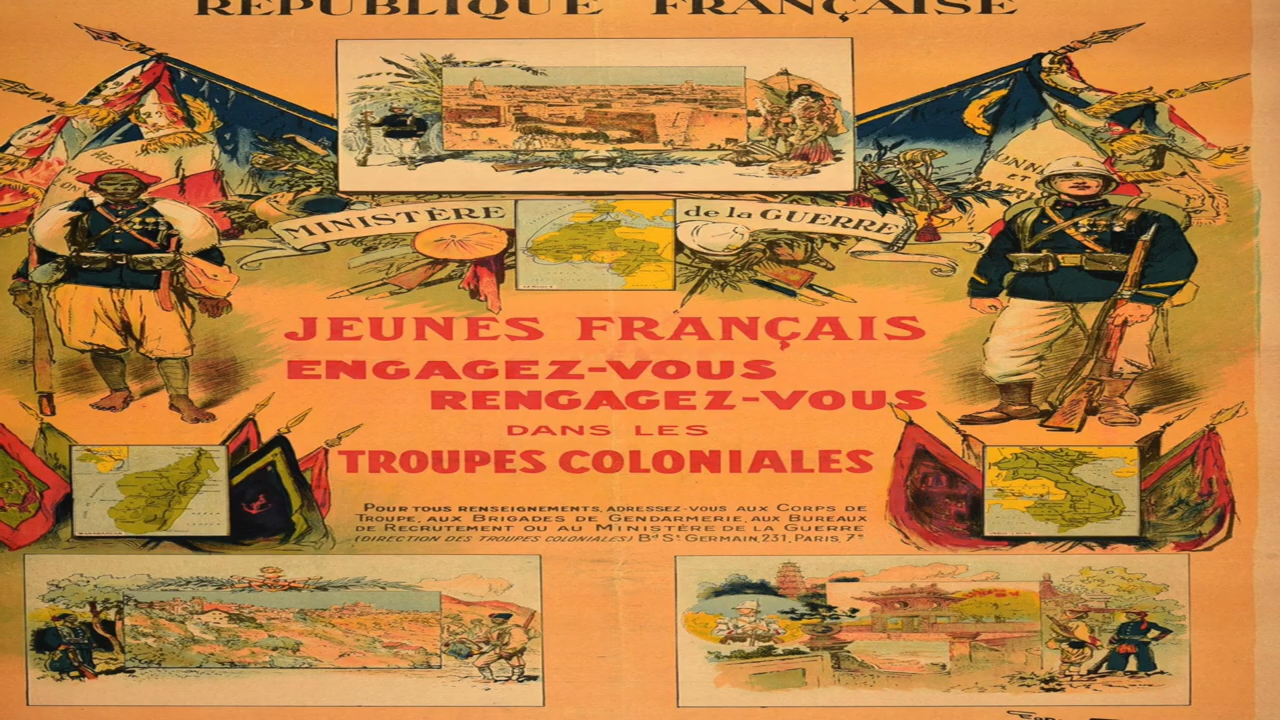 RÉPUBLIQUE FRANÇAISE
MINISTÈRE de la GUERRE
JEUNES FRANÇAIS
ENGAGEZ-VOUS
RENGAGEZ-VOUS
DANS LES
TROUPES COLONIALES
POUR TOUS RENSEIGNEMENTS, ADRESSEZ-VOUS AUX CORPS DE
TROUPE, AUX BRIGADES DE GENDARMERIE, AUX BUREAUX
DE RECRUTEMENT OU AU MINISTÈRE DE LA GUERRE
(DIRECTION DES TROUPES COLONIALES) Bd St GERMAIN, 231, PARIS, 7e